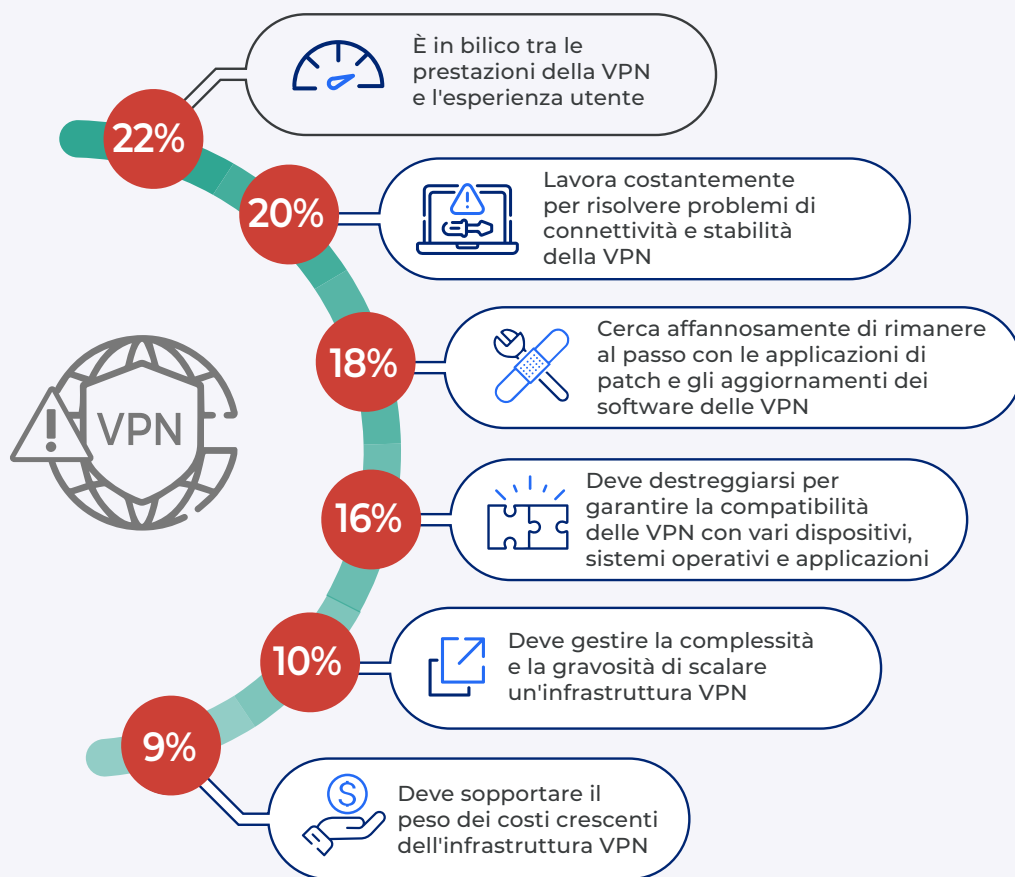 22%
È in bilico tra le
prestazioni della VPN
e l'esperienza utente
20%
Lavora costantemente
per risolvere problemi di
connettività e stabilità
della VPN
18%
Cerca affannosamente di rimanere
al passo con le applicazioni di
patch e gli aggiornamenti dei
software delle VPN
VPN
16%
Deve destreggiarsi per
garantire la compatibilità
delle VPN con vari dispositivi,
sistemi operativi e applicazioni
10%
Deve gestire la complessità
e la gravosità di scalare
un'infrastruttura VPN
9%
Deve sopportare il
peso dei costi crescenti
dell'infrastruttura VPN